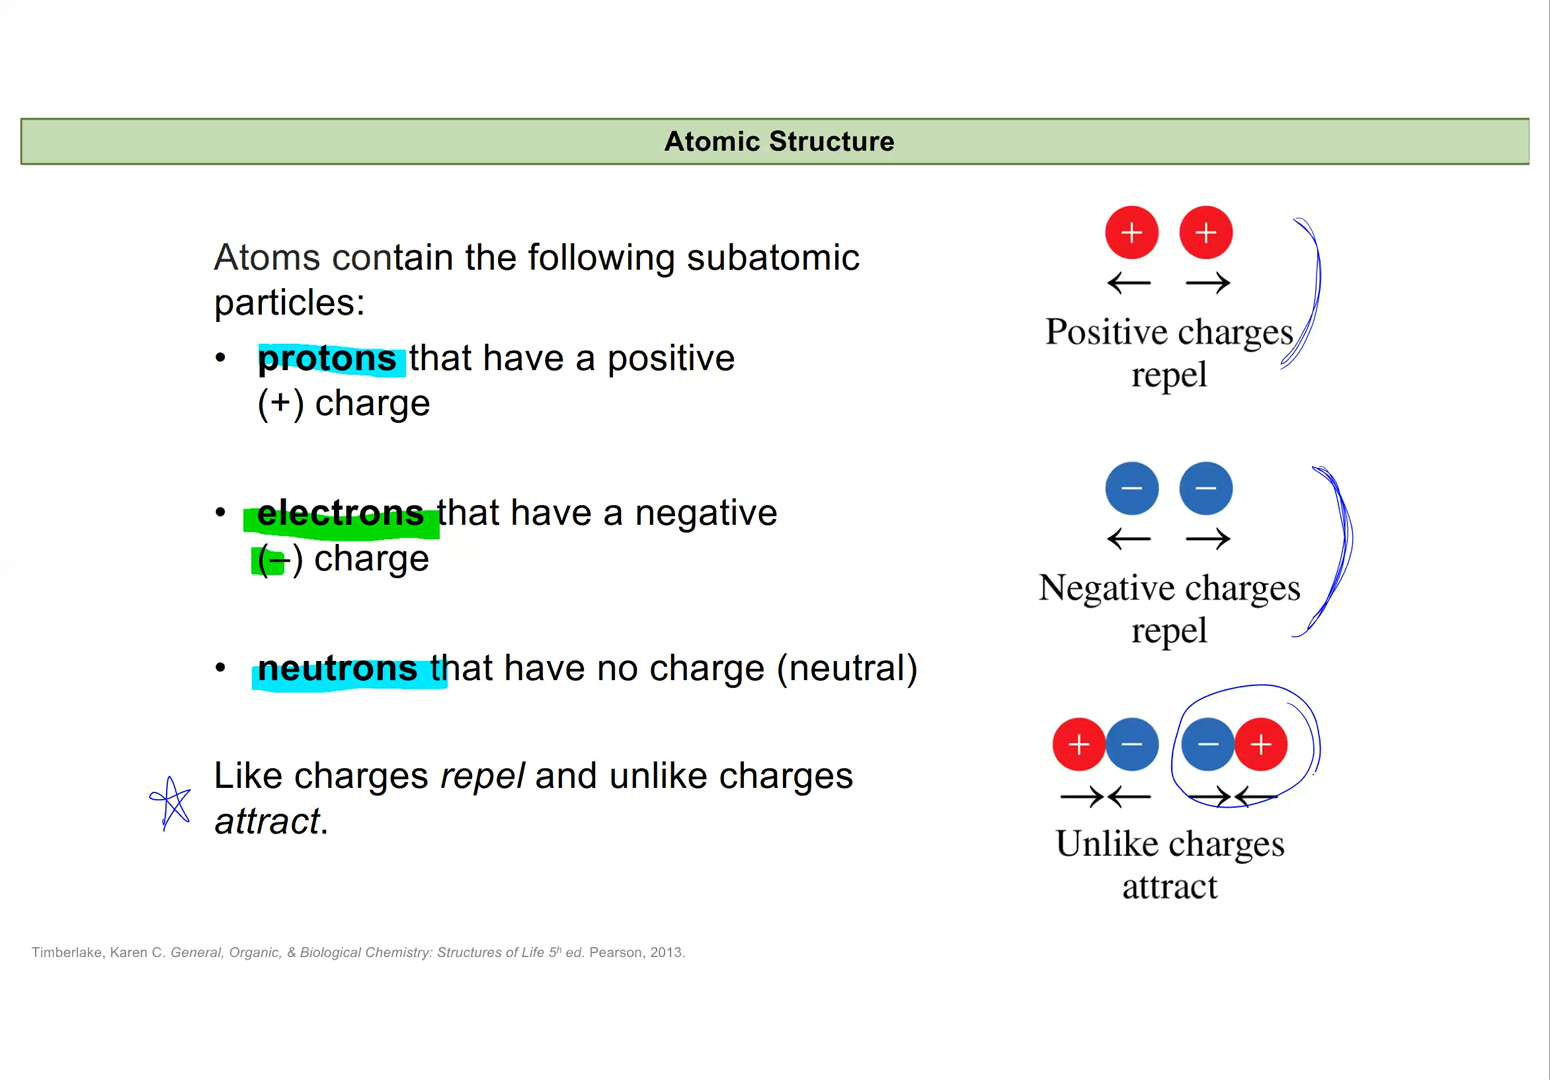 Atomic Structure
Atoms contain the following subatomic
particles:
• protons that have a positive
(+) charge
• electrons that have a negative
(–) charge
• neutrons that have no charge (neutral)
Like charges repel and unlike charges
attract.
+ +
← →
Positive charges
repel
− −
← →
Negative charges
repel
+ − − +
→← →←
Unlike charges
attract
Timberlake, Karen C. General, Organic, & Biological Chemistry: Structures of Life 5h ed. Pearson, 2013.